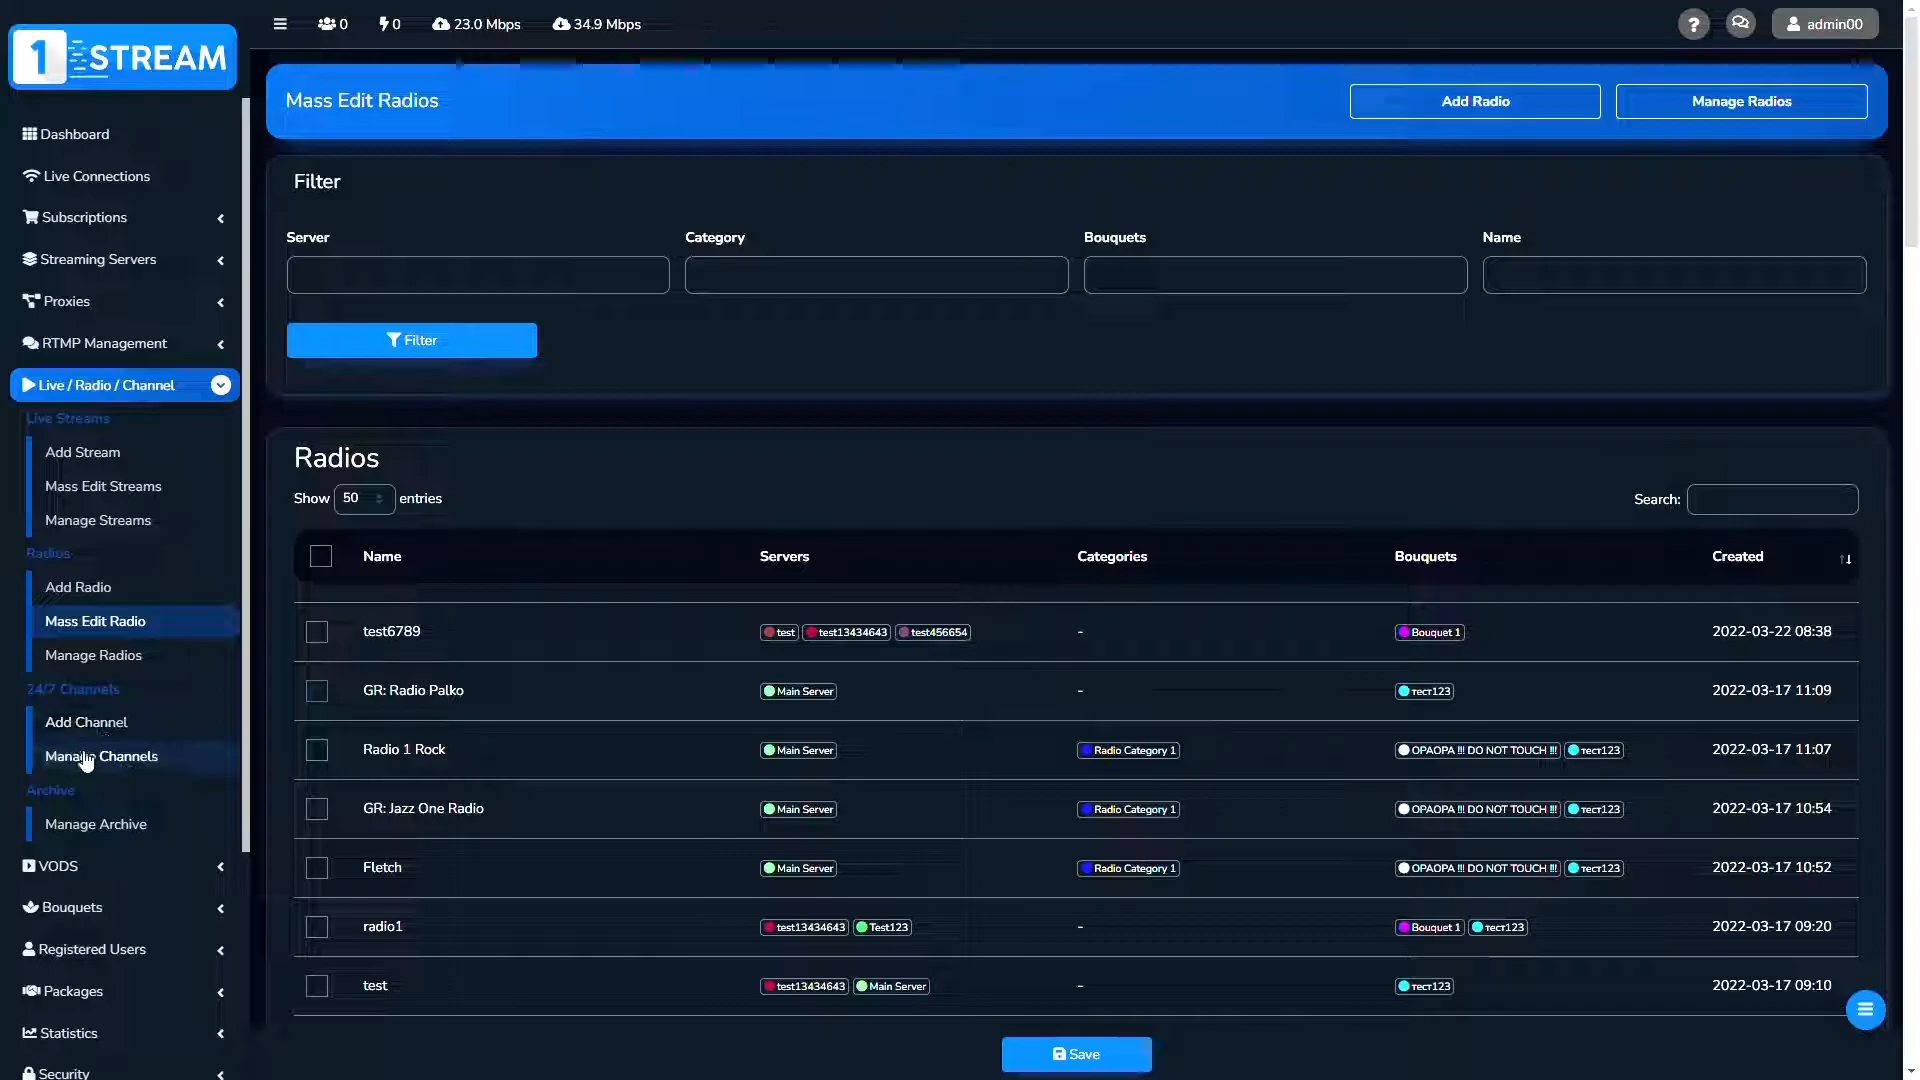 1 STREAM
0
0
23.0 Mbps
34.9 Mbps
?
admin00
Dashboard
Live Connections
Subscriptions
Streaming Servers
Proxies
RTMP Management
Live / Radio / Channel
Live Streams
Add Stream
Mass Edit Streams
Manage Streams
Radios
Add Radio
Mass Edit Radio
Manage Radios
24/7 Channels
Add Channel
Manage Channels
Archive
Manage Archive
VODS
Bouquets
Registered Users
Packages
Statistics
Security
Mass Edit Radios
Add Radio
Manage Radios
Filter
Server Category Bouquets Name
Filter
Radios
Show 50 entries
Search:
Name Servers Categories Bouquets Created
test6789 test test13434643 test456654 - Bouquet 1 2022-03-22 08:38
GR: Radio Palko Main Server - тест123 2022-03-17 11:09
Radio 1 Rock Main Server Radio Category 1 OPAOPA !!! DO NOT TOUCH !!! тест123 2022-03-17 11:07
GR: Jazz One Radio Main Server Radio Category 1 OPAOPA !!! DO NOT TOUCH !!! тест123 2022-03-17 10:54
Fletch Main Server Radio Category 1 OPAOPA !!! DO NOT TOUCH !!! тест123 2022-03-17 10:52
radio1 test13434643 Test123 - Bouquet 1 тест123 2022-03-17 09:20
test test13434643 Main Server - тест123 2022-03-17 09:10
Save